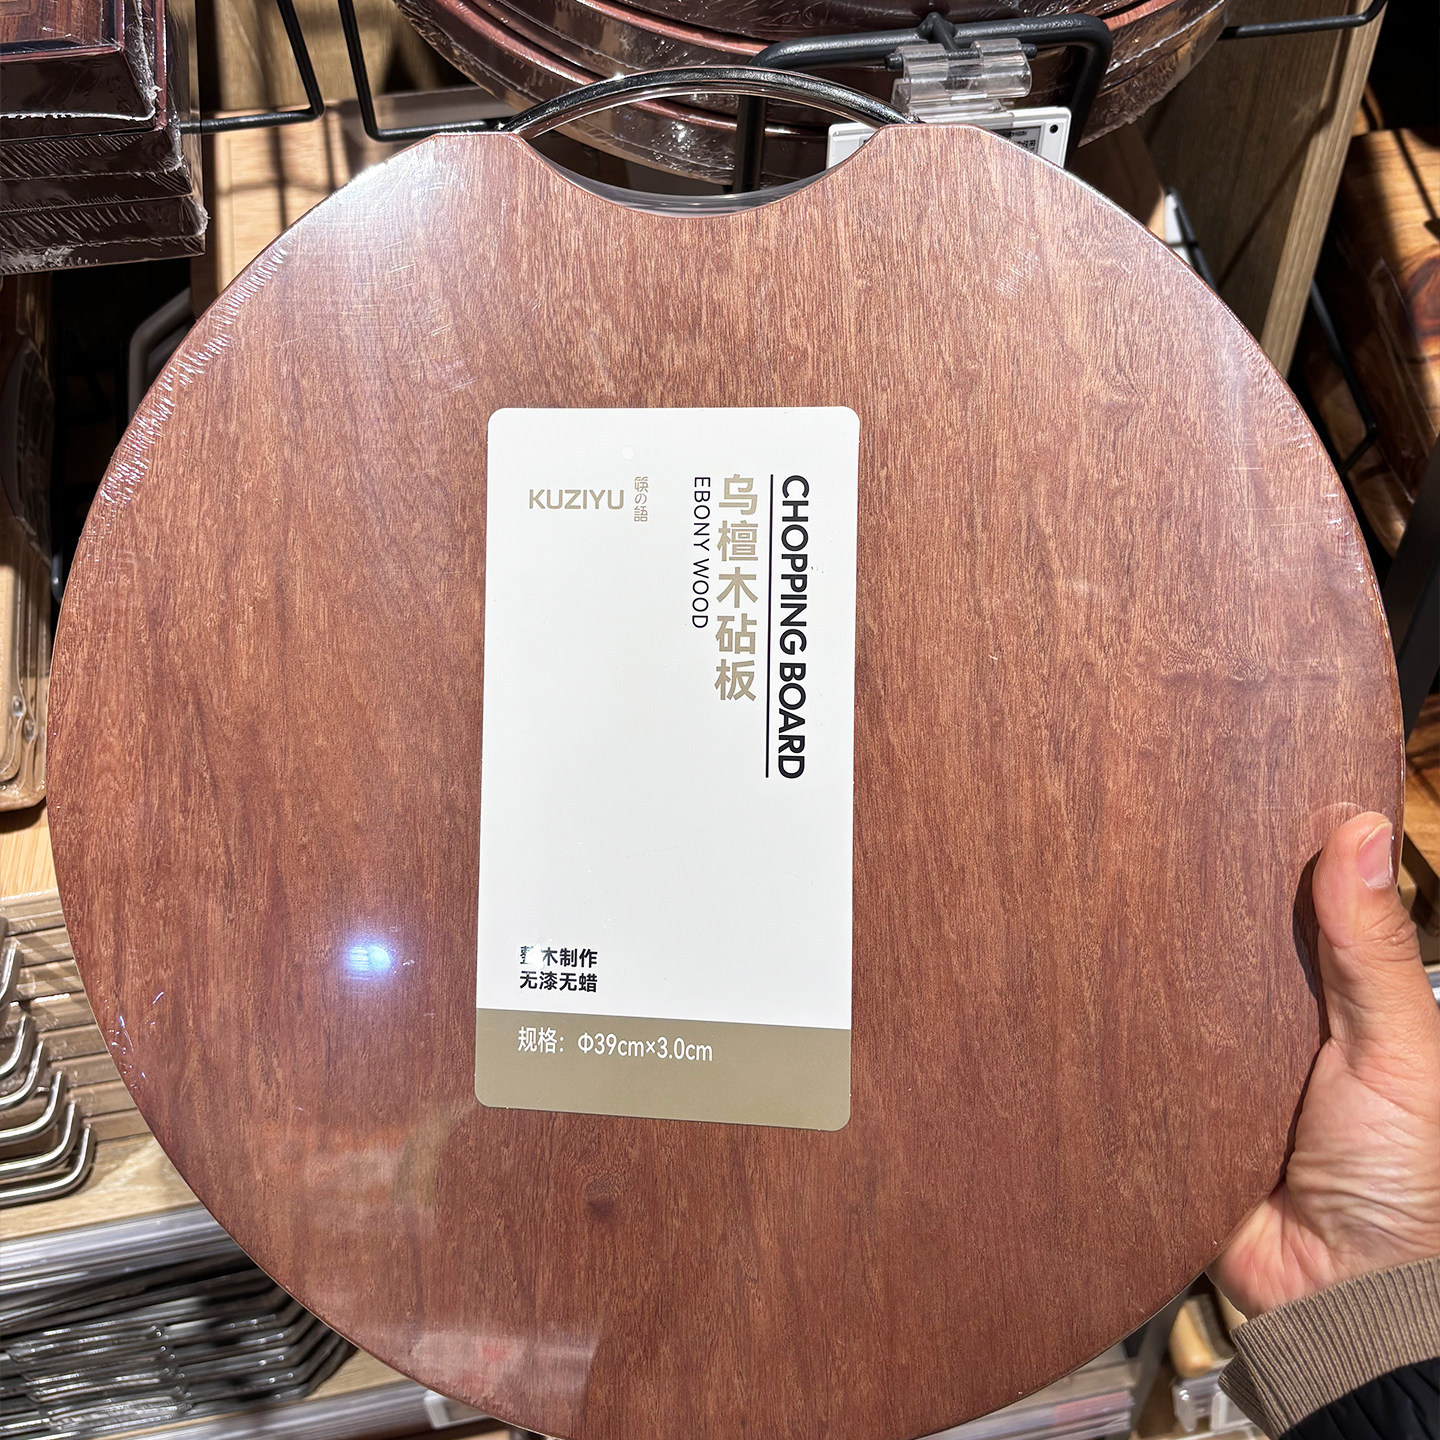 KUZIYU
筷の語
CHOPPING BOARD
乌檀木砧板
EBONY WOOD
整木制作
无漆无蜡
规格：Φ39cm×3.0cm